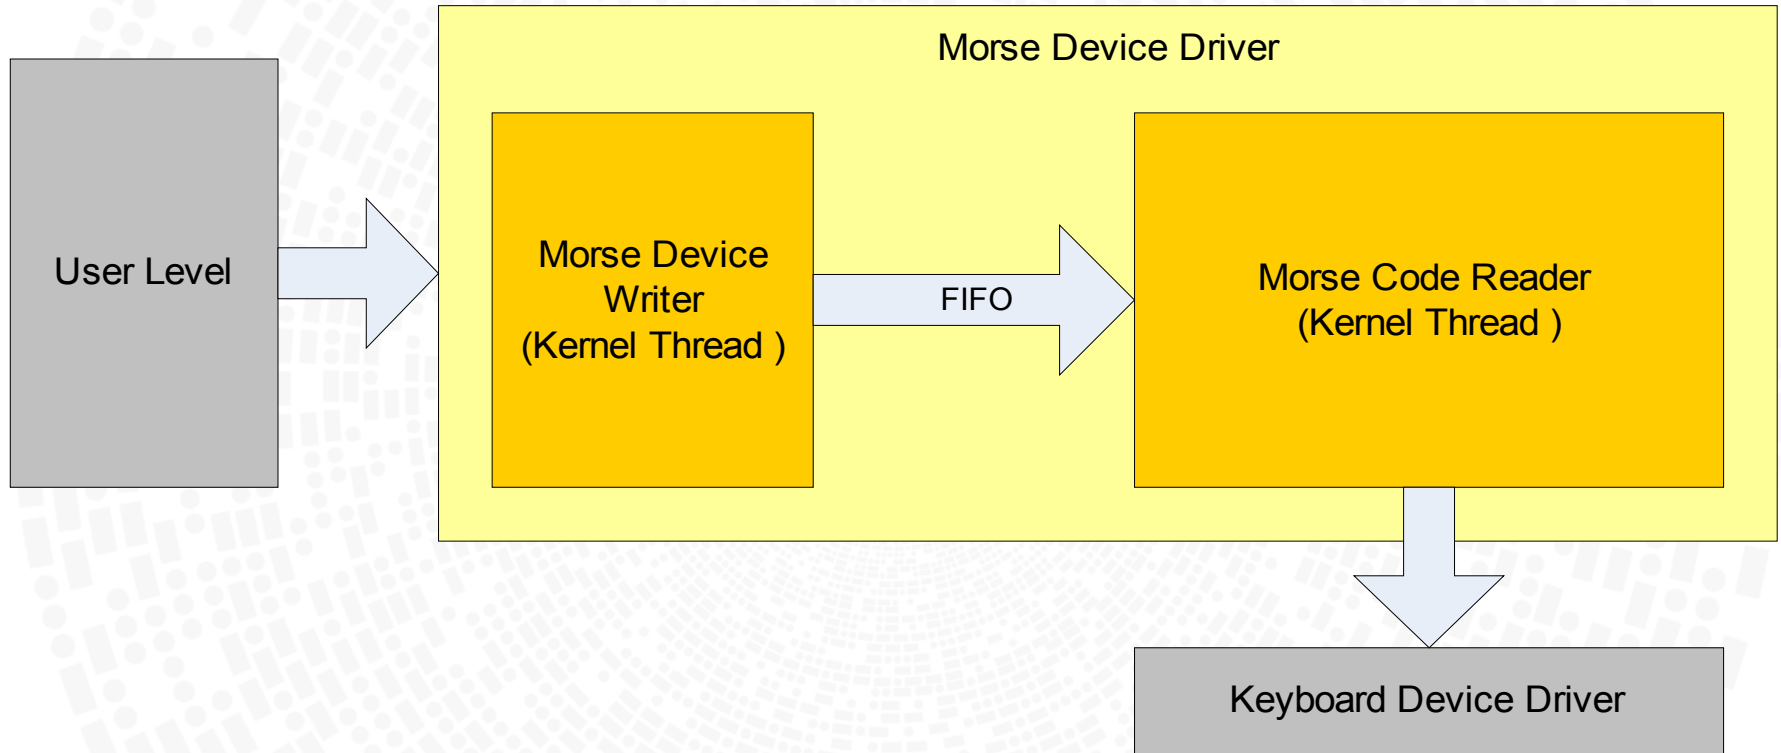 Morse Device Driver
User Level
Morse Device
Writer
(Kernel Thread )
FIFO
Morse Code Reader
(Kernel Thread )
Keyboard Device Driver